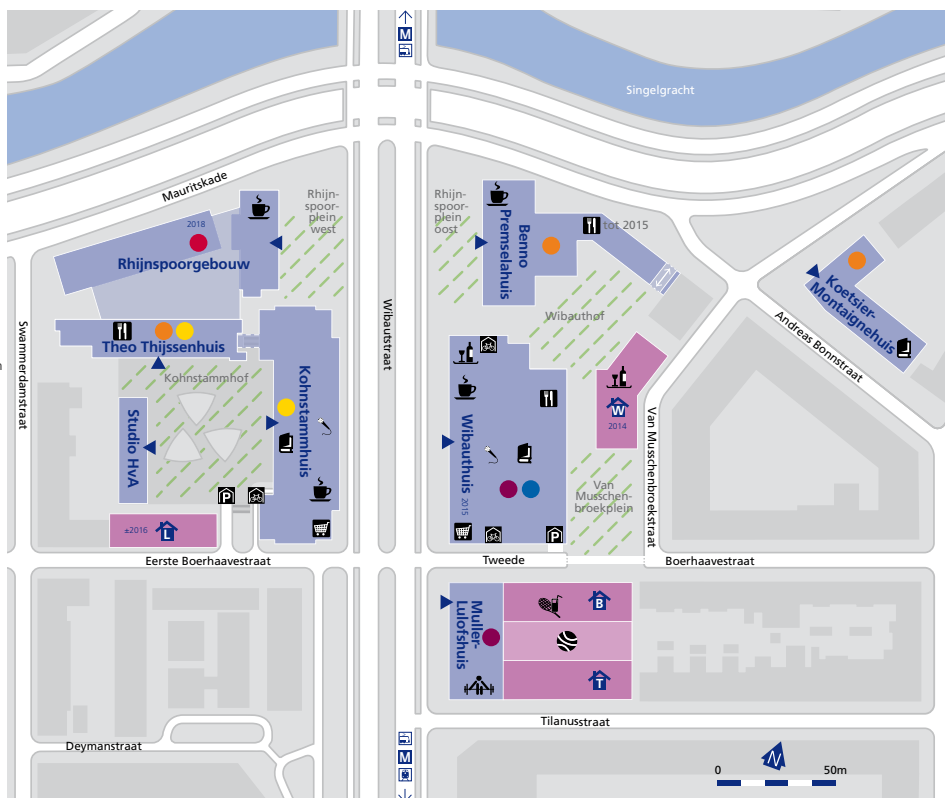 M
Singelgracht
Mauritskade
Rhijn-
spoor-
plein
west
Rhijn-
spoor-
plein
oost
2018
Rhijnspoorgebouw
Benno
Premselahuis
tot 2015
Koetsier-
Montaignehuis
Wibauthof
Swammerdamstraat
Wibautstraat
Andreas Bonnstraat
Theo Thijssenhuis
Kohnstammhof
Kohnstammhuis
Studio HvA
W
2014
Wibauthuis 2015
Van
Musschen-
broekplein
Van Musschenbroekstraat
P
P
±2016
L
Eerste Boerhaavestraat
Tweede
Boerhaavestraat
Muller-
Lulofshuis
B
T
Tilanusstraat
Deymanstraat
M
N
0
50m